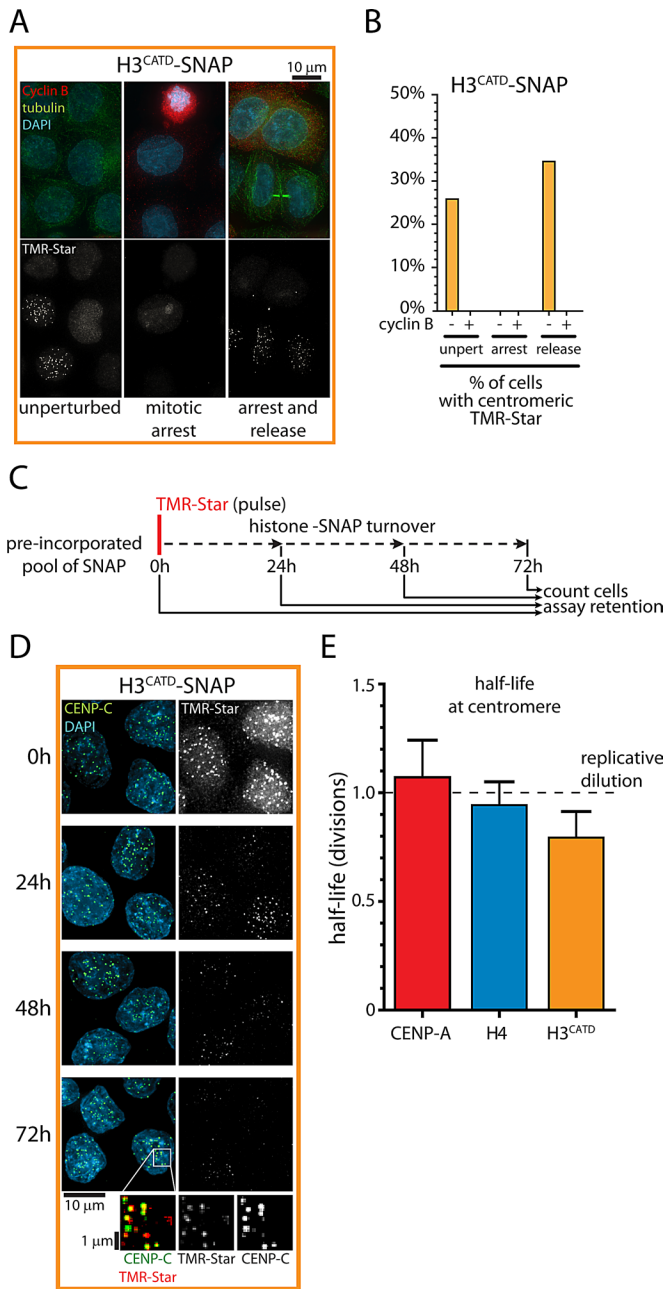 A
H3CATD-SNAP
10 µm
Cyclin B
tubulin
DAPI
TMR-Star
unperturbed
mitotic
arrest
arrest and
release
B
H3CATD-SNAP
50%
40%
30%
20%
10%
0%
cyclin B - + - + - +
unpert arrest release
% of cells
with centromeric
TMR-Star
C
TMR-Star (pulse)
histone -SNAP turnover
pre-incorporated
pool of SNAP
0h 24h 48h 72h
count cells
assay retention
D
H3CATD-SNAP
CENP-C
DAPI
TMR-Star
0h
24h
48h
72h
10 µm
1 µm
CENP-C
TMR-Star
TMR-Star
CENP-C
E
half-life
at centromere
replicative
dilution
half-life (divisions)
1.5
1.0
0.5
0
CENP-A H4 H3CATD